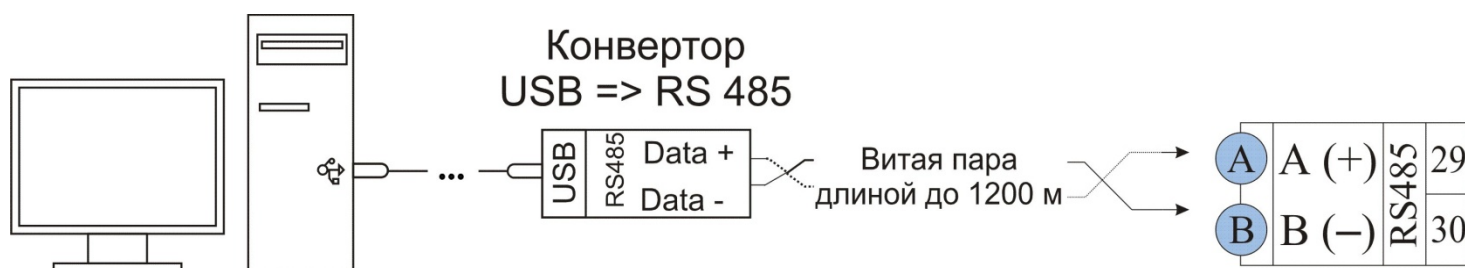 Конвертор
USB => RS 485
USB
RS485
Data +
Data -
...
Витая пара
длиной до 1200 м
A
A (+)
B
B (−)
RS485
29
30